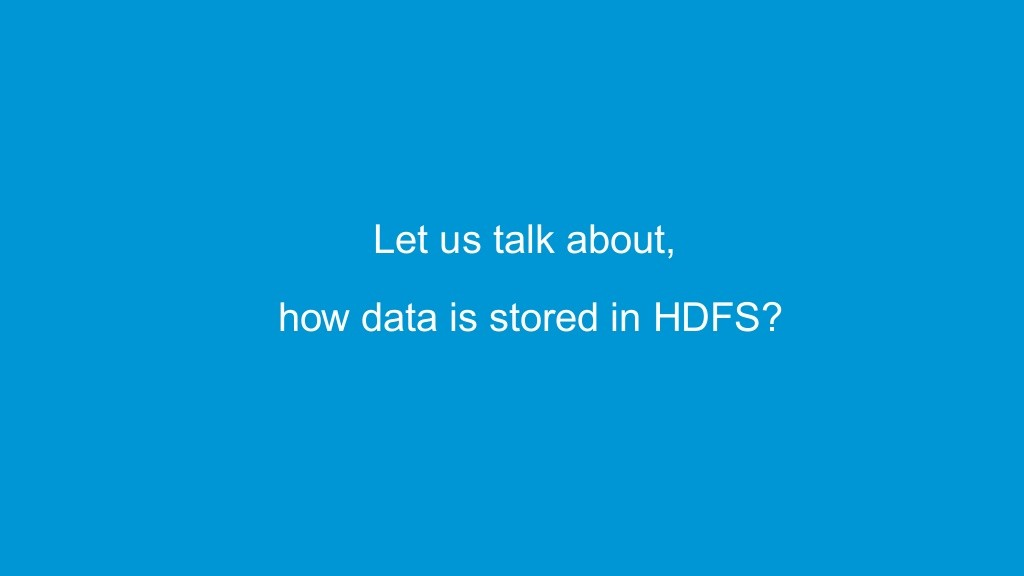 Let us talk about,
how data is stored in HDFS?